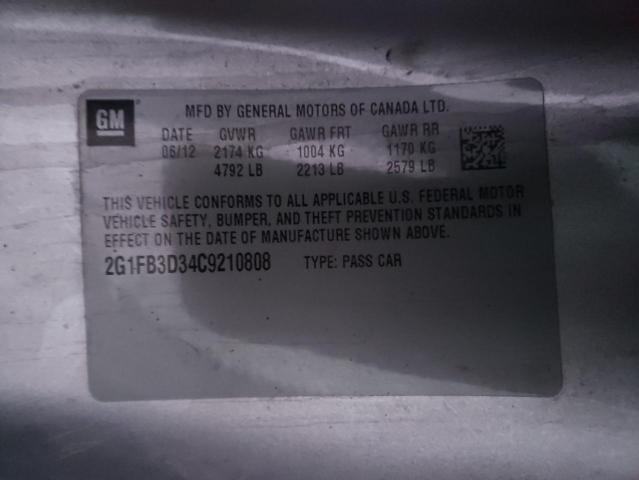 GM
MFD BY GENERAL MOTORS OF CANADA LTD.
DATE GVWR GAWR FRT GAWR RR
06/12 2174 KG 1004 KG 1170 KG
4792 LB 2213 LB 2579 LB
THIS VEHICLE CONFORMS TO ALL APPLICABLE U.S. FEDERAL MOTOR
VEHICLE SAFETY, BUMPER, AND THEFT PREVENTION STANDARDS IN
EFFECT ON THE DATE OF MANUFACTURE SHOWN ABOVE.
2G1FB3D34C9210808 TYPE: PASS CAR